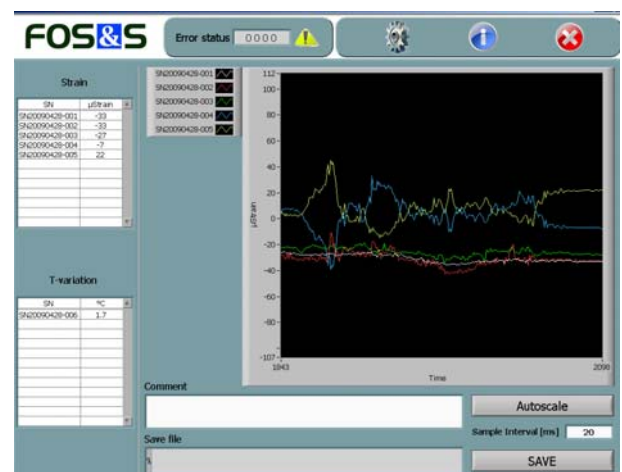 FOS&S
Error status 0000
Strain
SN µStrain
SN20090428-001 -33
SN20090428-002 -33
SN20090428-003 -27
SN20090428-004 -7
SN20090428-005 22
T-variation
SN ºC
SN20090428-006 1.7
SN20090428-001
SN20090428-002
SN20090428-003
SN20090428-004
SN20090428-005
112
100
80
60
40
20
0
-20
-40
-60
-80
-107
µStrain
1843
2098
Time
Comment
Save file
Autoscale
Sample Interval [ms] 20
SAVE